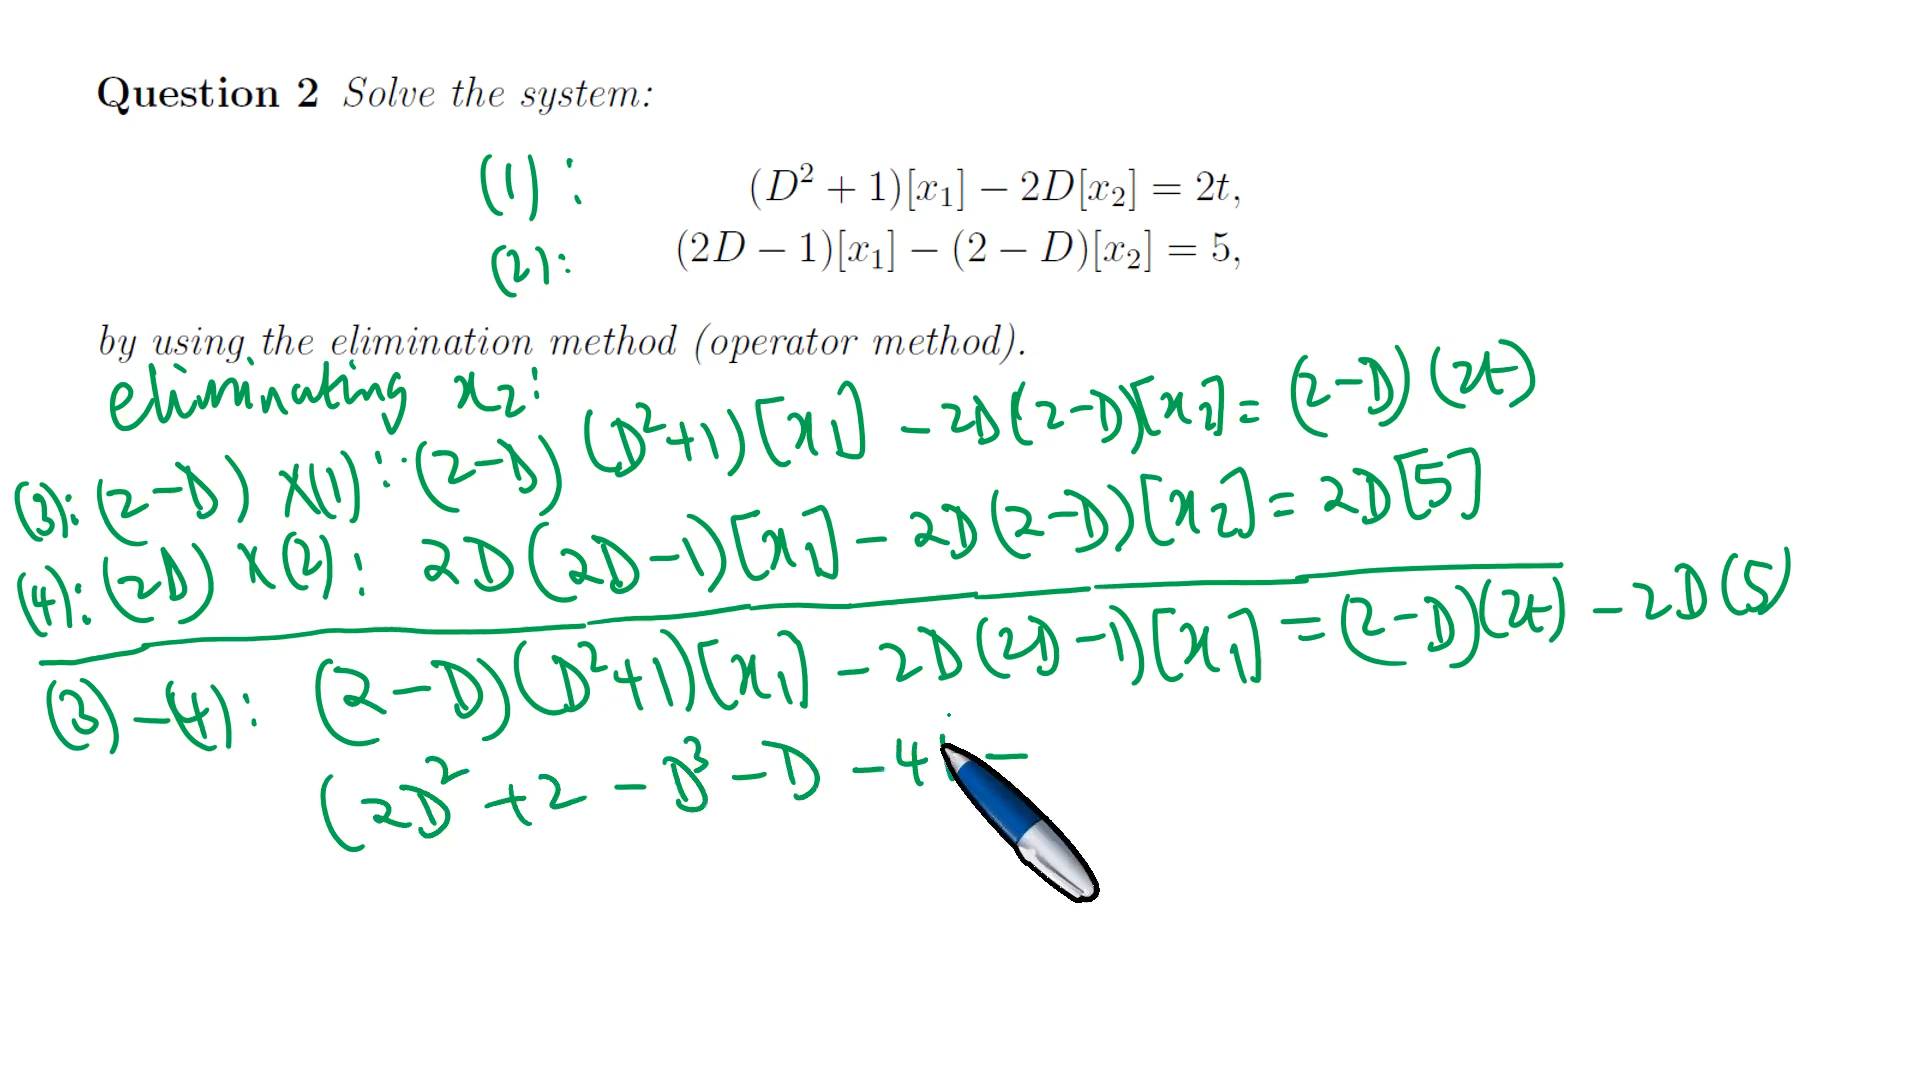 Question 2 Solve the system:
(1): (D² + 1)[x₁] − 2D[x₂] = 2t,
(2): (2D − 1)[x₁] − (2 − D)[x₂] = 5,
by using the elimination method (operator method).
eliminating x₂:
(3): (2−D) ×(1): (2−D)(D²+1)[x₁] − 2D(2−D)[x₂] = (2−D)(2t)
(4): (2D) ×(2): 2D(2D−1)[x₁] − 2D(2−D)[x₂] = 2D[5]
(3)−(4): (2−D)(D²+1)[x₁] − 2D(2D−1)[x₁] = (2−D)(2t) − 2D(5)
(2D² + 2 − D³ − D − 4